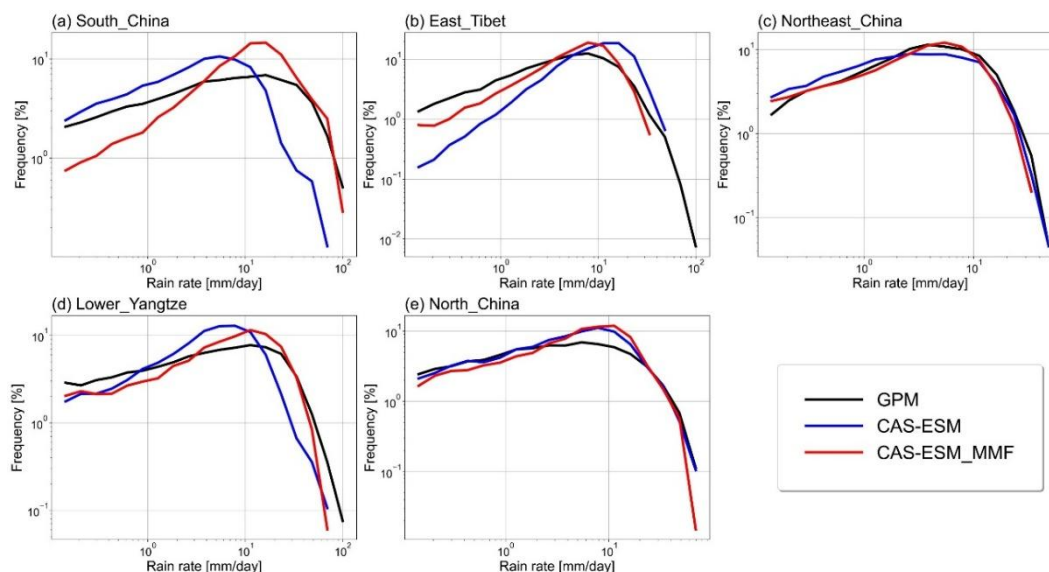 (a) South_China
(b) East_Tibet
(c) Northeast_China
Frequency [%]
10¹
10⁰
10⁰
10¹
10²
Rain rate [mm/day]
Frequency [%]
10¹
10⁰
10⁻¹
10⁻²
10⁰
10¹
10²
Rain rate [mm/day]
Frequency [%]
10¹
10⁰
10⁻¹
10⁰
10¹
Rain rate [mm/day]
(d) Lower_Yangtze
(e) North_China
Frequency [%]
10¹
10⁰
10⁻¹
10⁰
10¹
10²
Rain rate [mm/day]
Frequency [%]
10¹
10⁰
10⁻¹
10⁰
10¹
Rain rate [mm/day]
GPM
CAS-ESM
CAS-ESM_MMF